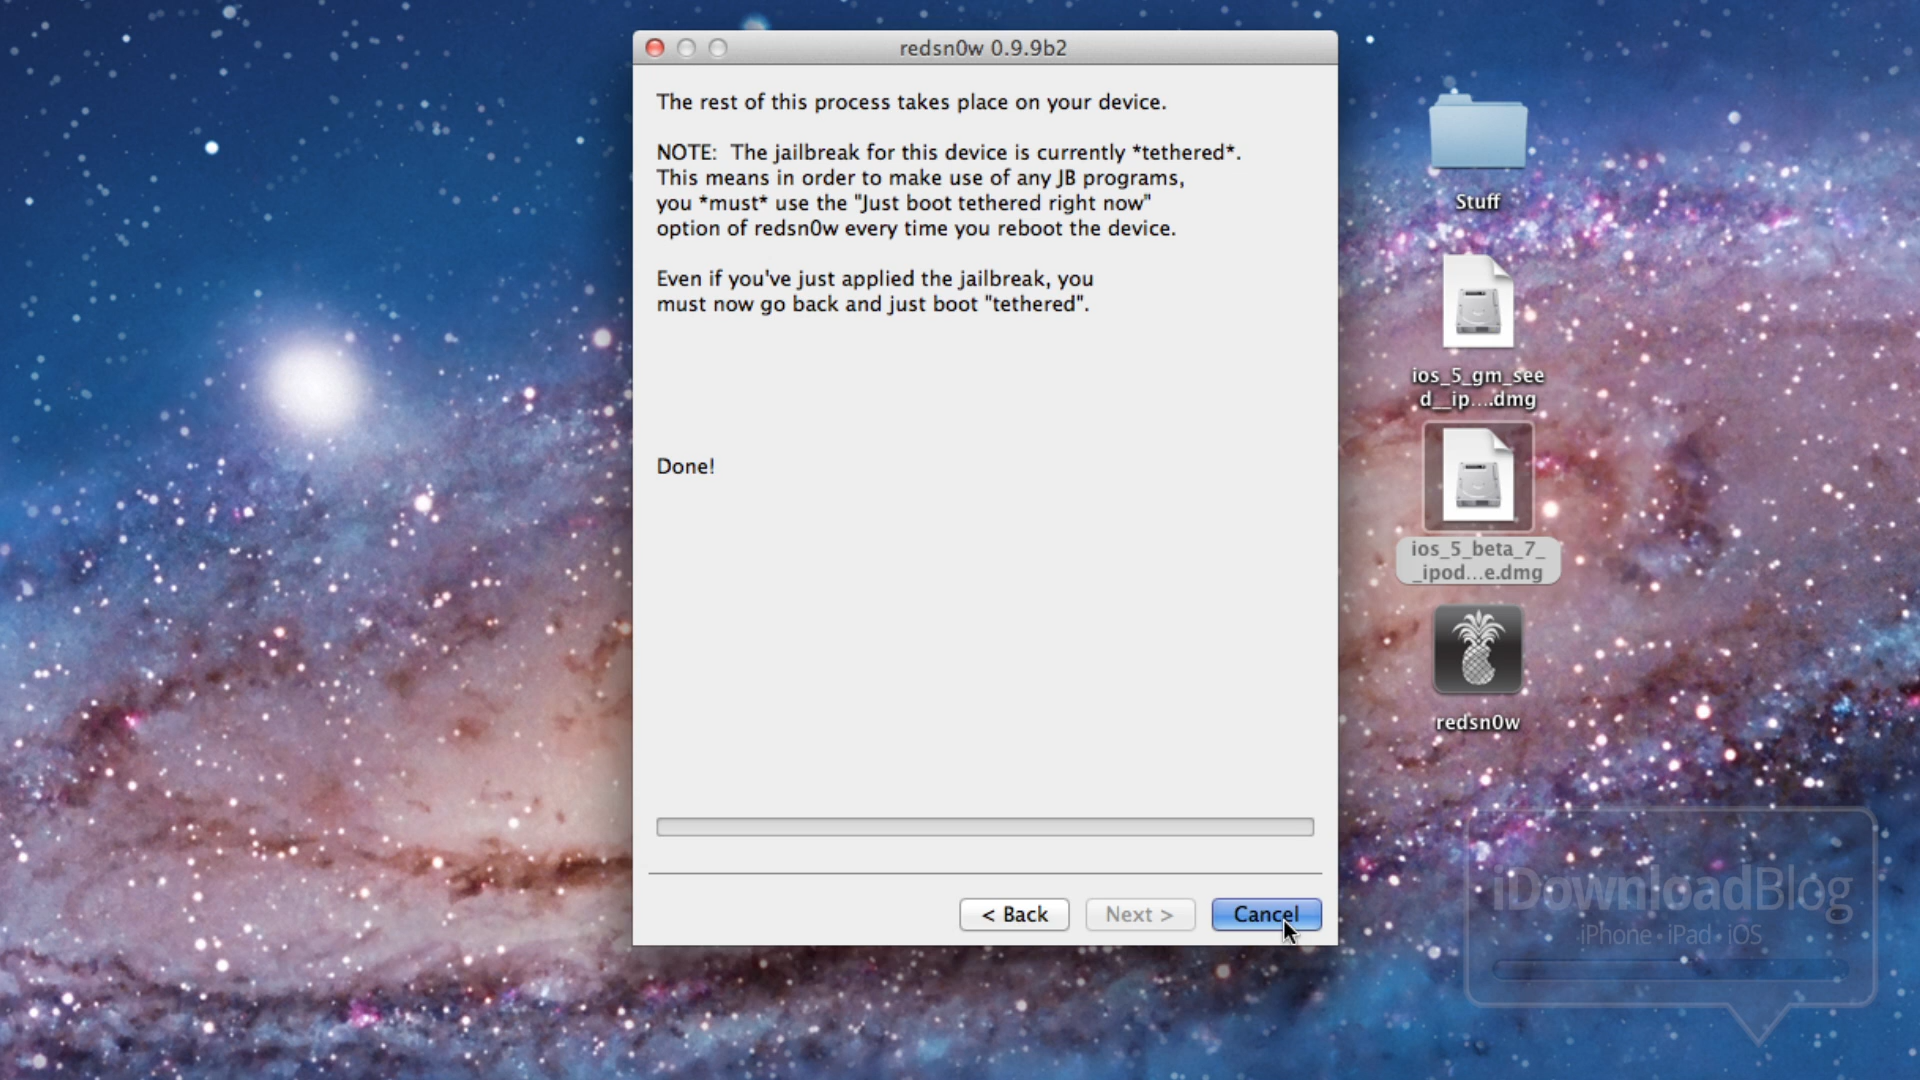 redsn0w 0.9.9b2
The rest of this process takes place on your device.
NOTE:  The jailbreak for this device is currently *tethered*.
This means in order to make use of any JB programs,
you *must* use the "Just boot tethered right now"
option of redsn0w every time you reboot the device.
Even if you've just applied the jailbreak, you
must now go back and just boot "tethered".
Done!
< Back
Next >
Cancel
Stuff
ios_5_gm_see
d__ip....dmg
ios_5_beta_7_
_ipod...e.dmg
redsn0w
iDownloadBlog
iPhone · iPad · iOS